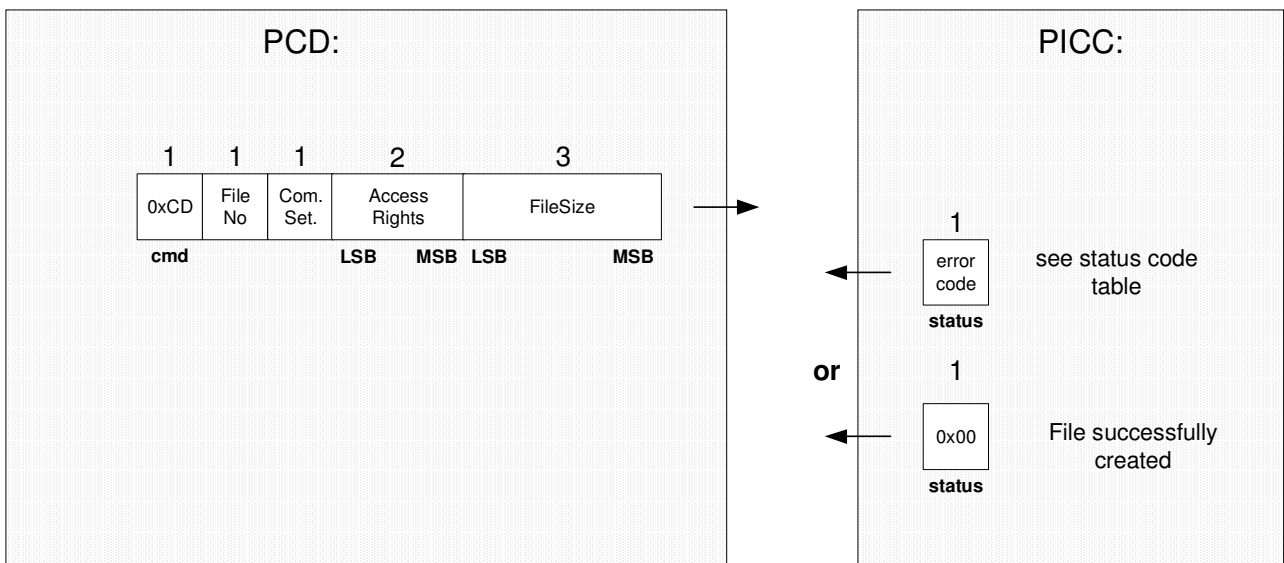 PCD:
1 1 1 2 3
0xCD File No Com. Set. Access Rights FileSize
cmd LSB MSB LSB MSB
PICC:
1
error
code
status
see status code
table
or
1
0x00
status
File successfully
created